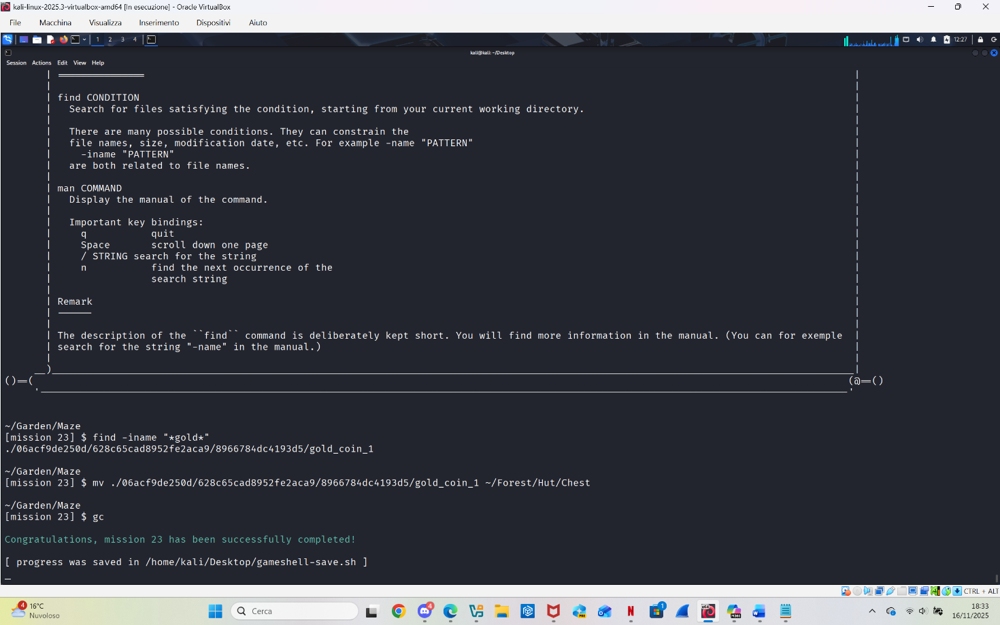 kali-linux-2025.3-virtualbox-amd64 [In esecuzione] - Oracle VirtualBox
File Macchina Visualizza Inserimento Dispositivi Aiuto
1 2 3 4
12:27
kali@kali: ~/Desktop
Session Actions Edit View Help
find CONDITION
Search for files satisfying the condition, starting from your current working directory.
There are many possible conditions. They can constrain the
file names, size, modification date, etc. For example -name "PATTERN"
-iname "PATTERN"
are both related to file names.
man COMMAND
Display the manual of the command.
Important key bindings:
q quit
Space scroll down one page
/ STRING search for the string
n find the next occurrence of the
search string
Remark
The description of the ``find`` command is deliberately kept short. You will find more information in the manual. (You can for exemple
search for the string "-name" in the manual.)
()==( (@==()
~/Garden/Maze
[mission 23] $ find -iname "*gold*"
./06acf9de250d/628c65cad8952fe2aca9/8966784dc4193d5/gold_coin_1
~/Garden/Maze
[mission 23] $ mv ./06acf9de250d/628c65cad8952fe2aca9/8966784dc4193d5/gold_coin_1 ~/Forest/Hut/Chest
~/Garden/Maze
[mission 23] $ gc
Congratulations, mission 23 has been successfully completed!
[ progress was saved in /home/kali/Desktop/gameshell-save.sh ]
CTRL + ALT
4
16°C
Nuvoloso
Cerca
4
1
18:33
16/11/2025